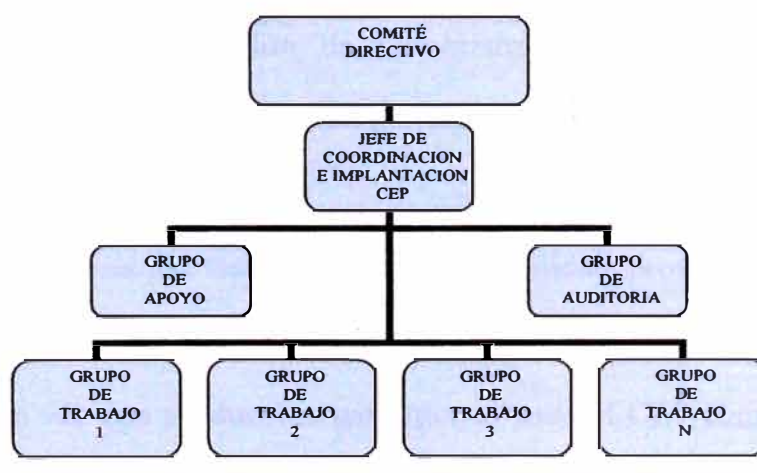 COMITÉ
DIRECTIVO
JEFE DE
COORDINACION
E IMPLANTACION
CEP
GRUPO
DE
APOYO
GRUPO
DE
AUDITORIA
GRUPO
DE
TRABAJO
1
GRUPO
DE
TRABAJO
2
GRUPO
DE
TRABAJO
3
GRUPO
DE
TRABAJO
N